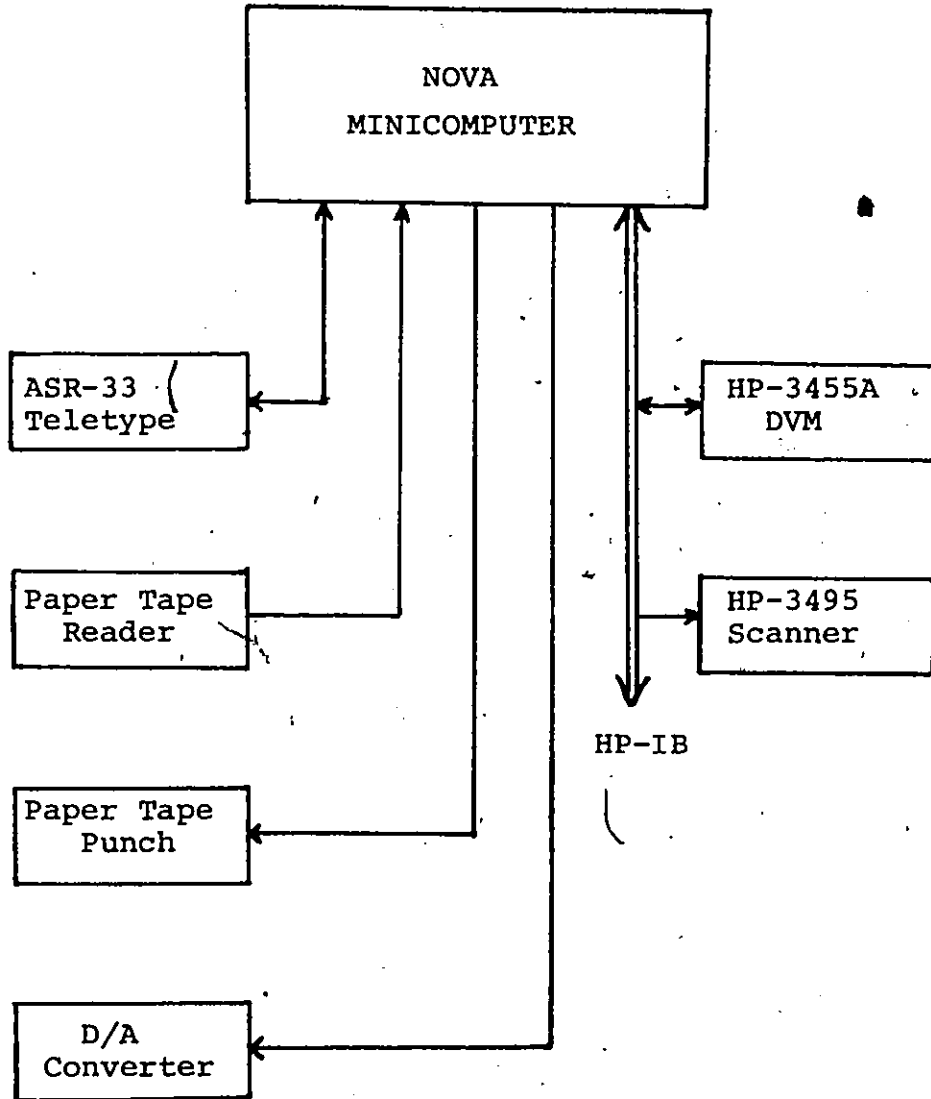 NOVA
MINICOMPUTER
ASR-33
Teletype
HP-3455A
DVM
Paper Tape
Reader
HP-3495
Scanner
HP-IB
Paper Tape
Punch
D/A
Converter